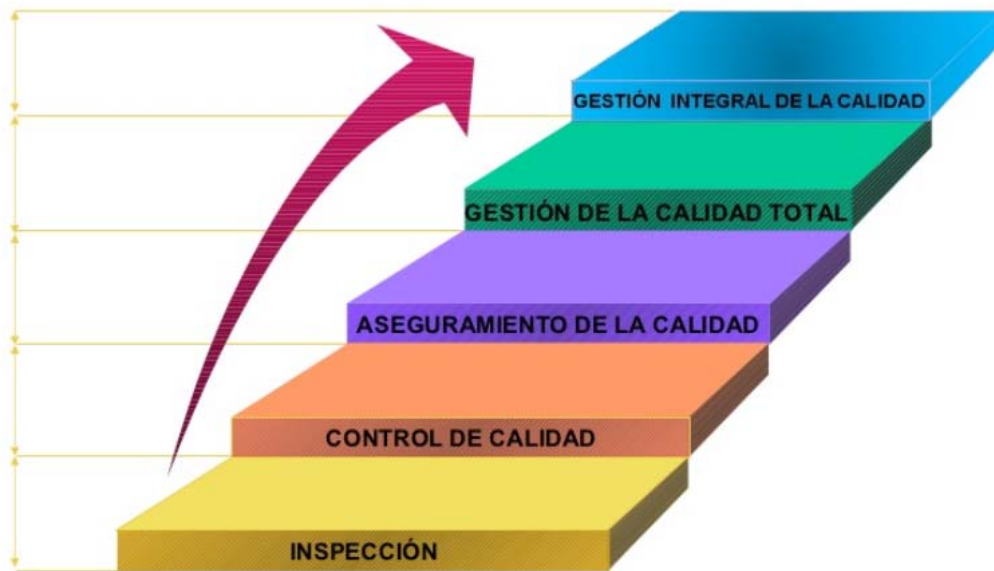 GESTIÓN INTEGRAL DE LA CALIDAD
GESTIÓN DE LA CALIDAD TOTAL
ASEGURAMIENTO DE LA CALIDAD
CONTROL DE CALIDAD
INSPECCIÓN